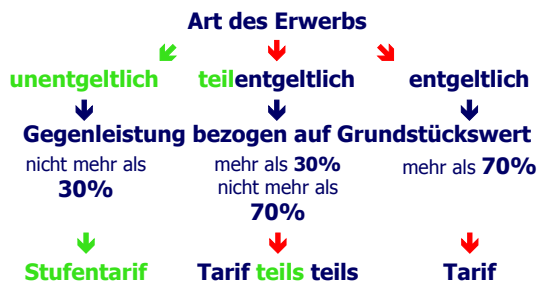 Art des Erwerbs
unentgeltlich teilentgeltlich entgeltlich
Gegenleistung bezogen auf Grundstückswert
nicht mehr als mehr als 30% mehr als 70%
30% nicht mehr als
70%
Stufentarif Tarif teils teils Tarif